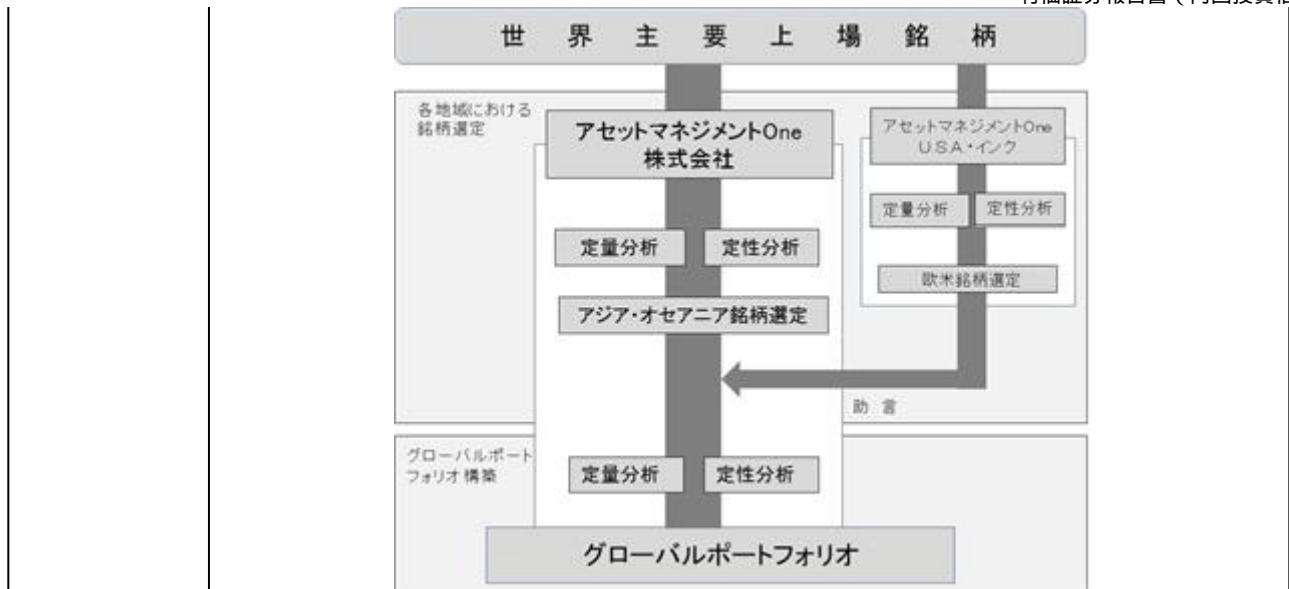 世界主要上場銘柄
各地域における
銘柄選定
アセットマネジメントOne
株式会社
アセットマネジメントOne
U.S.A・インク
定量分析
定性分析
定量分析
定性分析
欧米銘柄選定
アジア・オセアニア銘柄選定
助言
グローバルポート
フォリオ構築
定量分析
定性分析
グローバルポートフォリオ